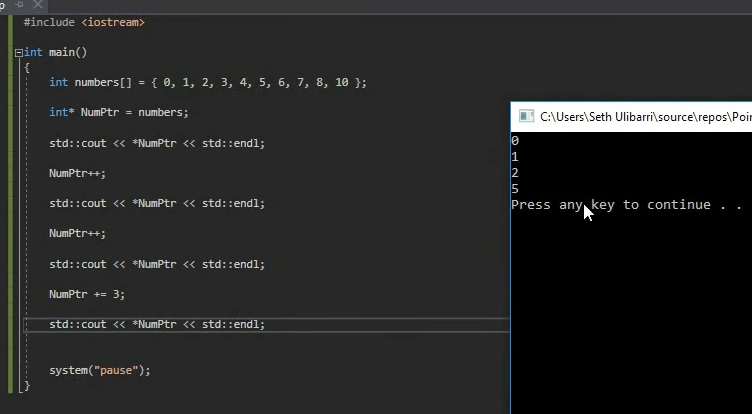 #include <iostream>
int main()
{
int numbers[] = { 0, 1, 2, 3, 4, 5, 6, 7, 8, 10 };
int* NumPtr = numbers;
std::cout << *NumPtr << std::endl;
NumPtr++;
std::cout << *NumPtr << std::endl;
NumPtr++;
std::cout << *NumPtr << std::endl;
NumPtr += 3;
std::cout << *NumPtr << std::endl;
system("pause");
}
C:\Users\Seth Ulibarri\source\repos\Poin
0
1
2
5
Press any key to continue . .